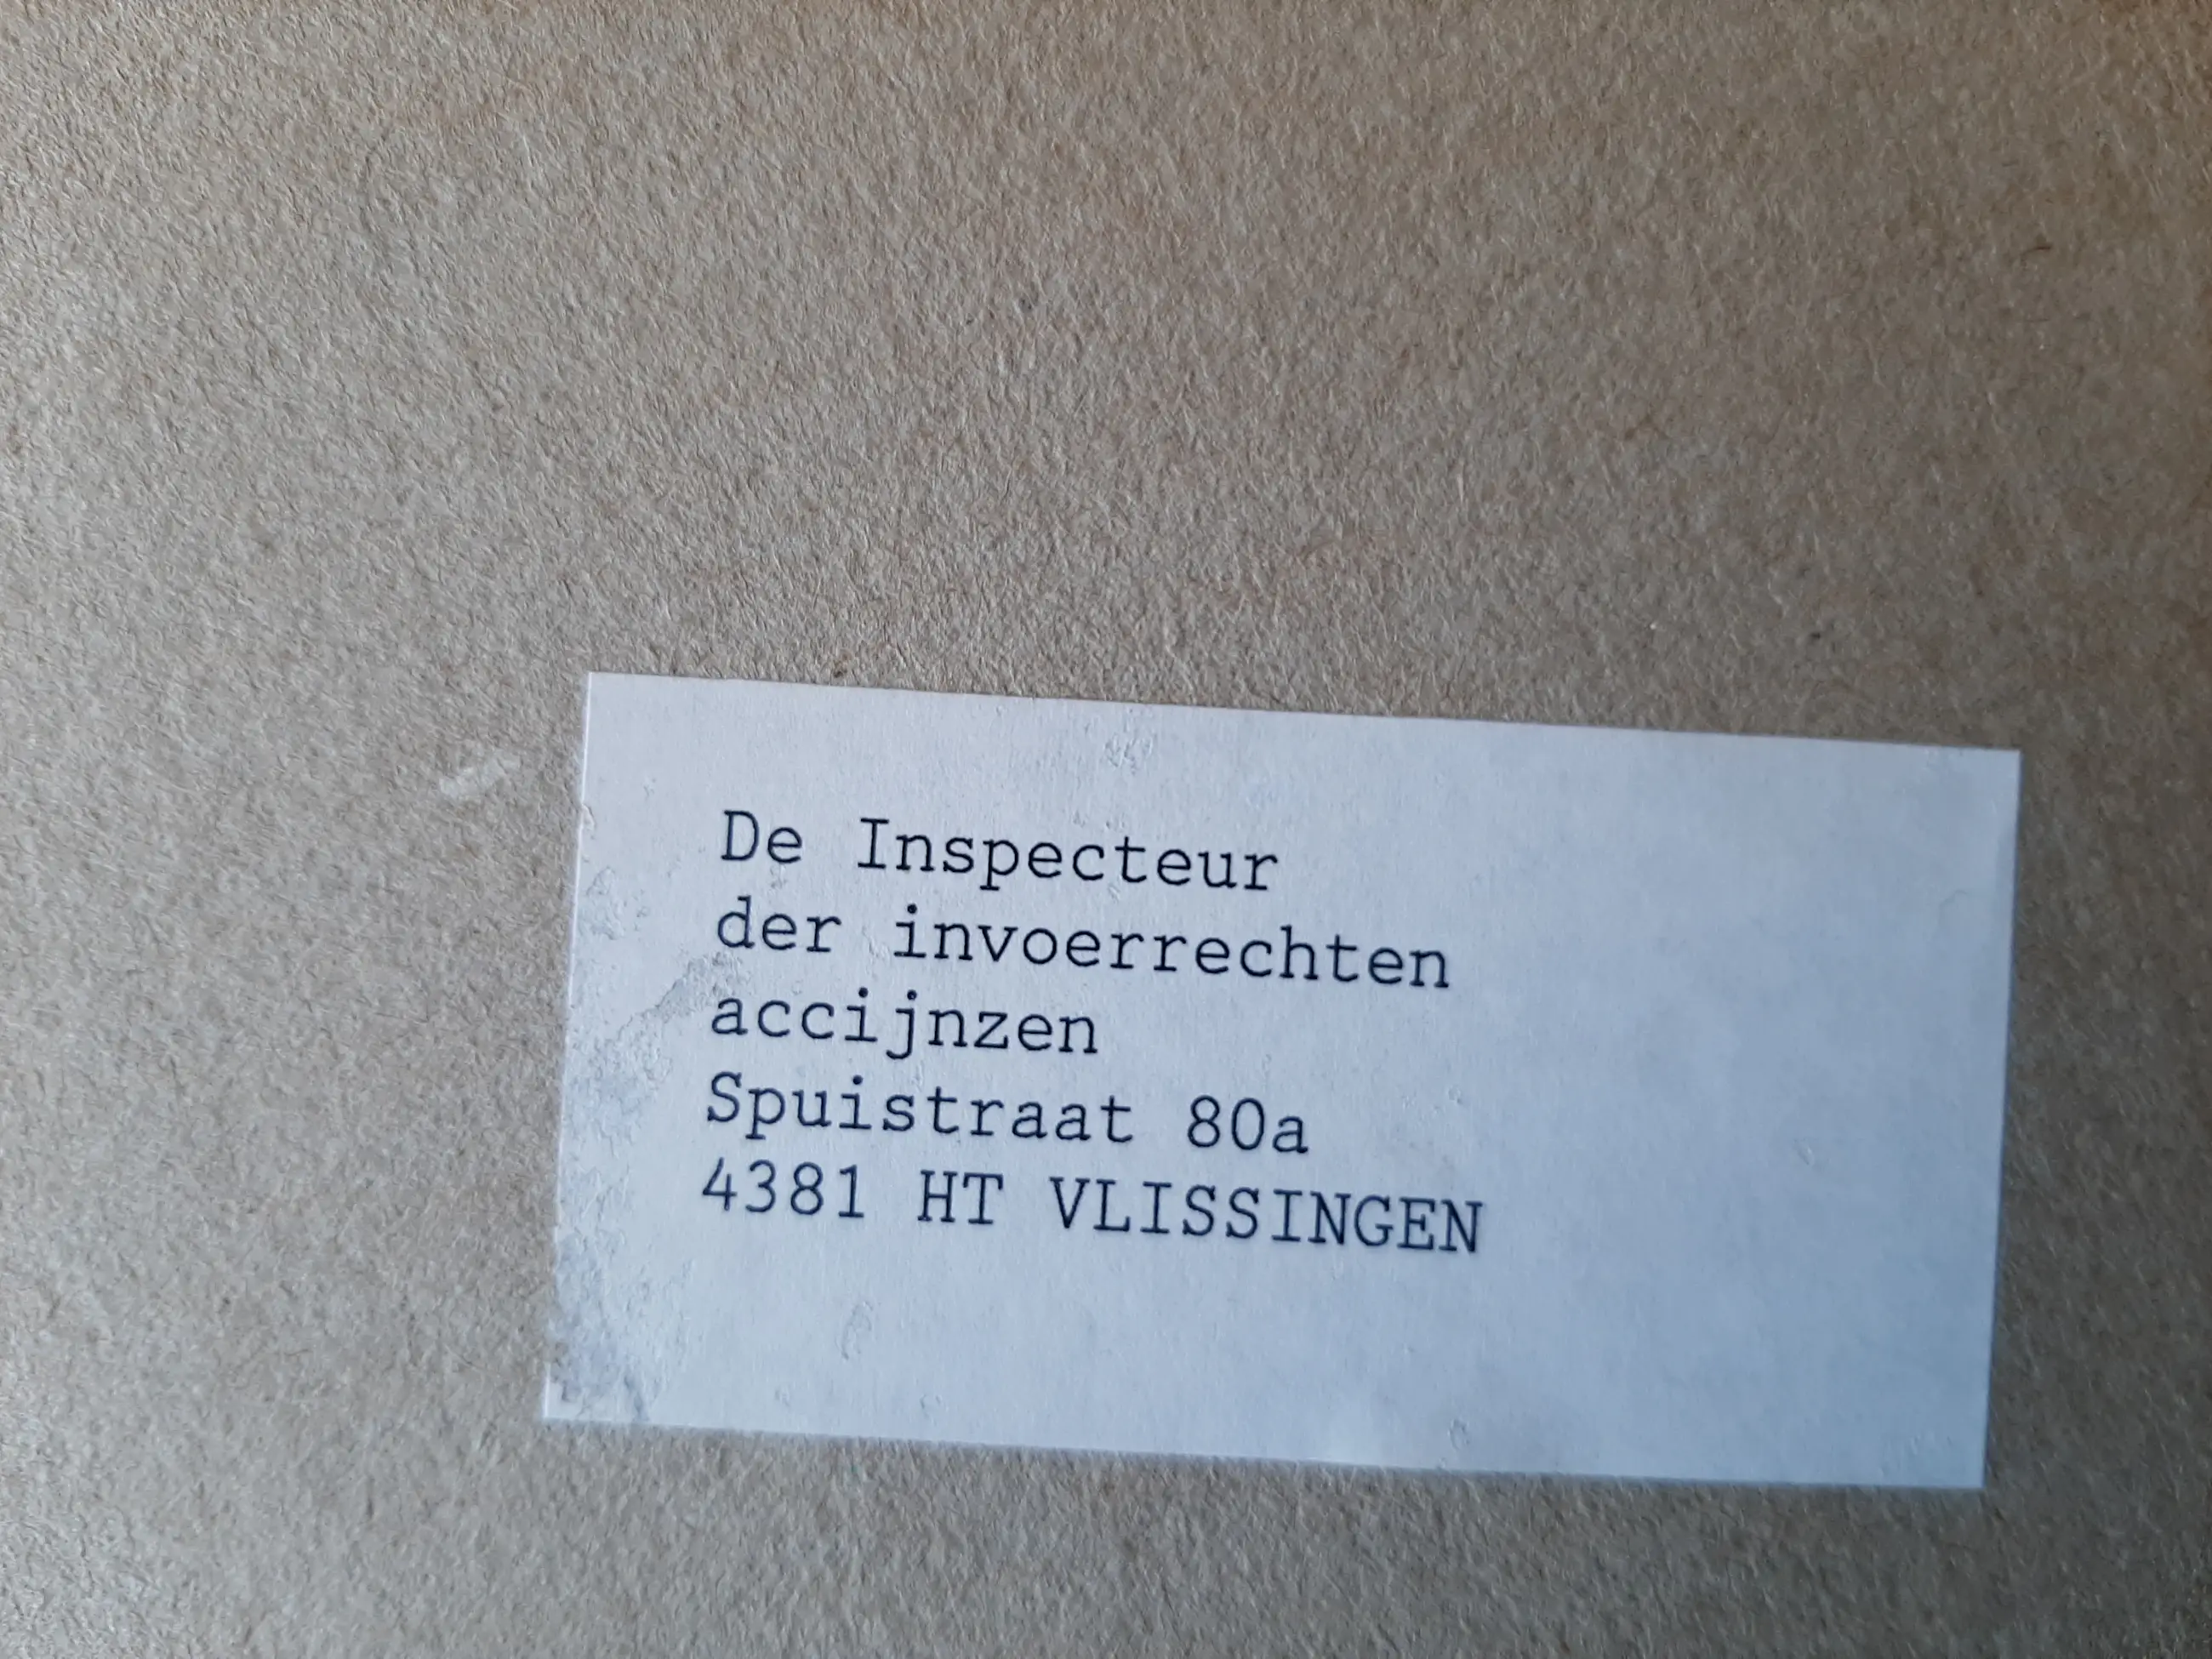 De Inspecteur
der invoerrechten
accijnzen
Spuistraat 80a
4381 HT VLISSINGEN